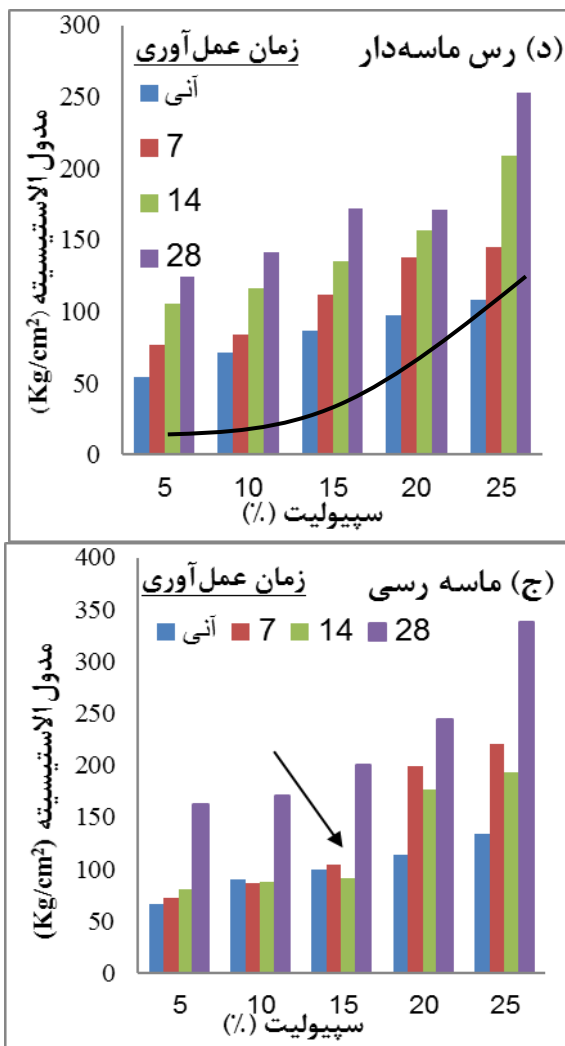 (د) رس ماسه‌دار
زمان عمل‌آوری
آنی
7
14
28
مدول الاستیسیته (Kg/cm²)
300
250
200
150
100
50
0
5 10 15 20 25
سپیولیت (%)
(ج) ماسه رسی
زمان عمل‌آوری
آنی 7 14 28
مدول الاستیسیته (Kg/cm²)
400
350
300
250
200
150
100
50
0
5 10 15 20 25
سپیولیت (%)